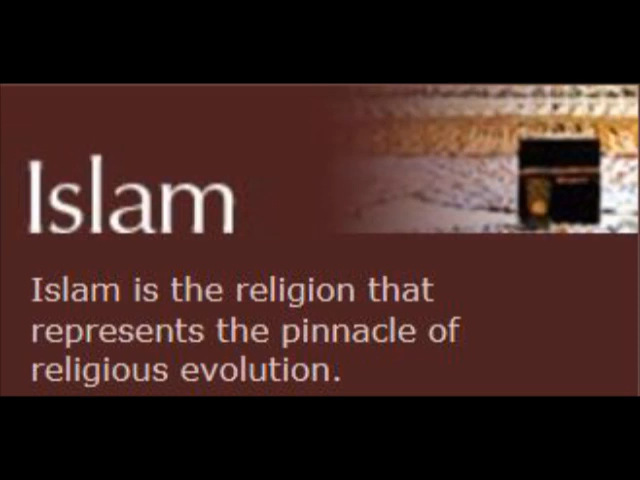 Islam
Islam is the religion that
represents the pinnacle of
religious evolution.